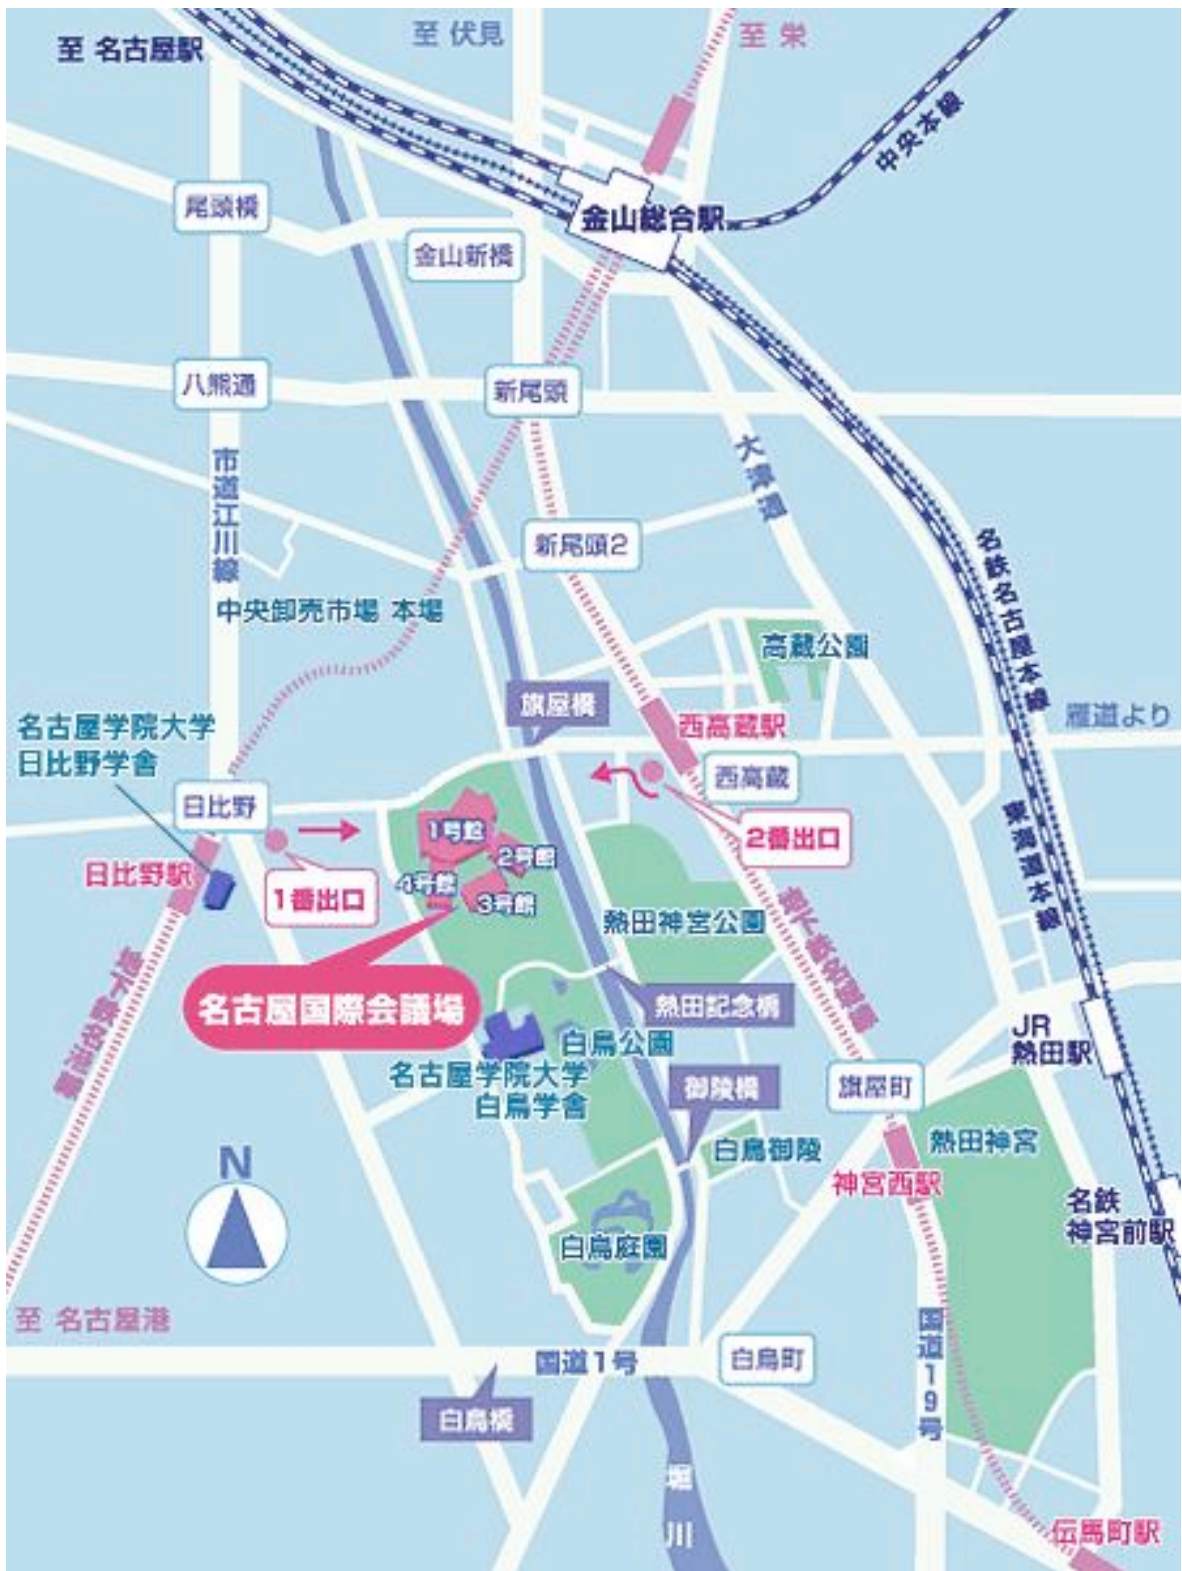 至 名古屋駅
至 伏見
至 栄
中央本線
尾頭橋
金山新橋
金山総合駅
八熊通
新尾頭
市道江川線
大津通
新尾頭2
名鉄名古屋本線
中央卸売市場 本場
高蔵公園
旗屋橋
西高蔵駅
雁道より
名古屋学院大学
日比野学舎
日比野
西高蔵
1号館
2号館
2番出口
東海道本線
日比野駅
4号館
3号館
1番出口
熱田神宮公園
地下鉄名城線
地下鉄名港線
名古屋国際会議場
熱田記念橋
JR
熱田駅
白鳥公園
名古屋学院大学
白鳥学舎
御陵橋
旗屋町
N
白鳥御陵
熱田神宮
神宮西駅
名鉄
神宮前駅
白鳥庭園
至 名古屋港
国道1号
白鳥町
国道19号
白鳥橋
堀川
伝馬町駅